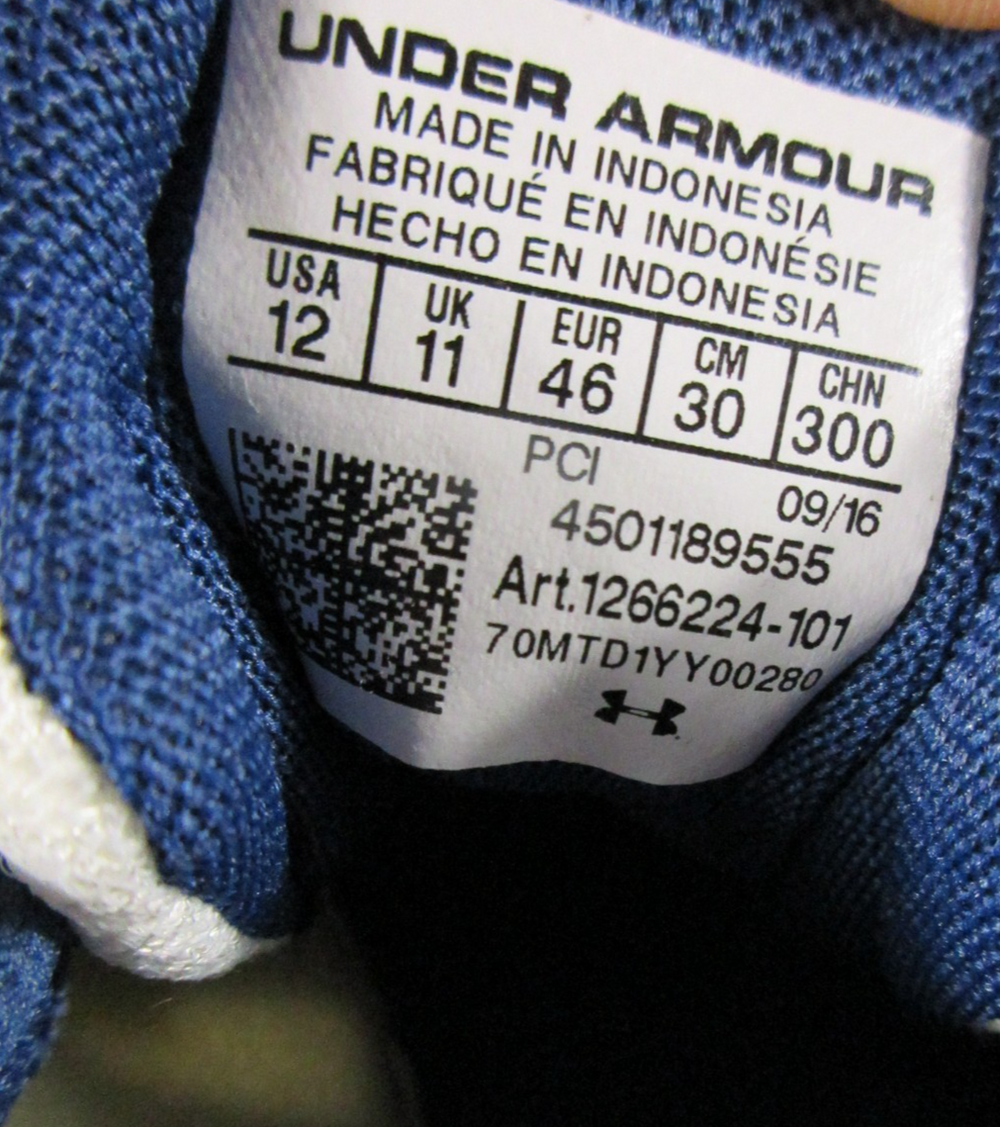 UNDER ARMOUR
MADE IN INDONESIA
FABRIQUÉ EN INDONÉSIE
HECHO EN INDONESIA
USA UK EUR CM CHN
12 11 46 30 300
PCI 09/16
4501189555
Art.1266224-101
70MTD1YY00280